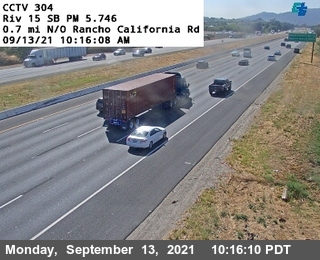 CCTV 304
Riv 15 SB PM 5.746
0.7 mi N/O Rancho California Rd
09/13/21 10:16:08 AM
Monday, September 13, 2021 10:16:10 PDT